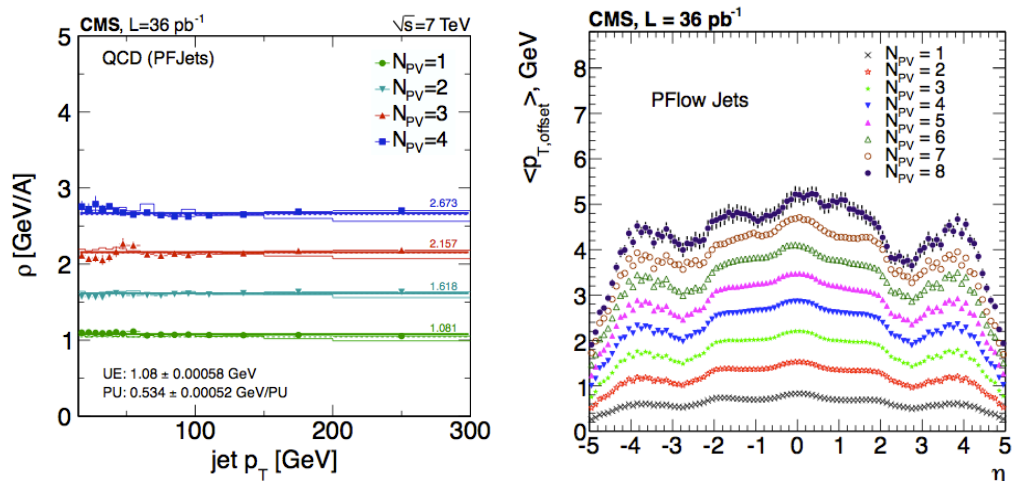 CMS, L=36 pb-1 √s=7 TeV
QCD (PFJets)
NPV=1
NPV=2
NPV=3
NPV=4
ρ [GeV/A]
5
4
3
2
1
0
2.673
2.157
1.618
1.081
UE: 1.08 ± 0.00058 GeV
PU: 0.534 ± 0.00052 GeV/PU
100 200 300
jet pT [GeV]
CMS, L = 36 pb-1
<pT,offset>, GeV
PFlow Jets
NPV = 1
NPV = 2
NPV = 3
NPV = 4
NPV = 5
NPV = 6
NPV = 7
NPV = 8
8
7
6
5
4
3
2
1
0
-5 -4 -3 -2 -1 0 1 2 3 4 5
η